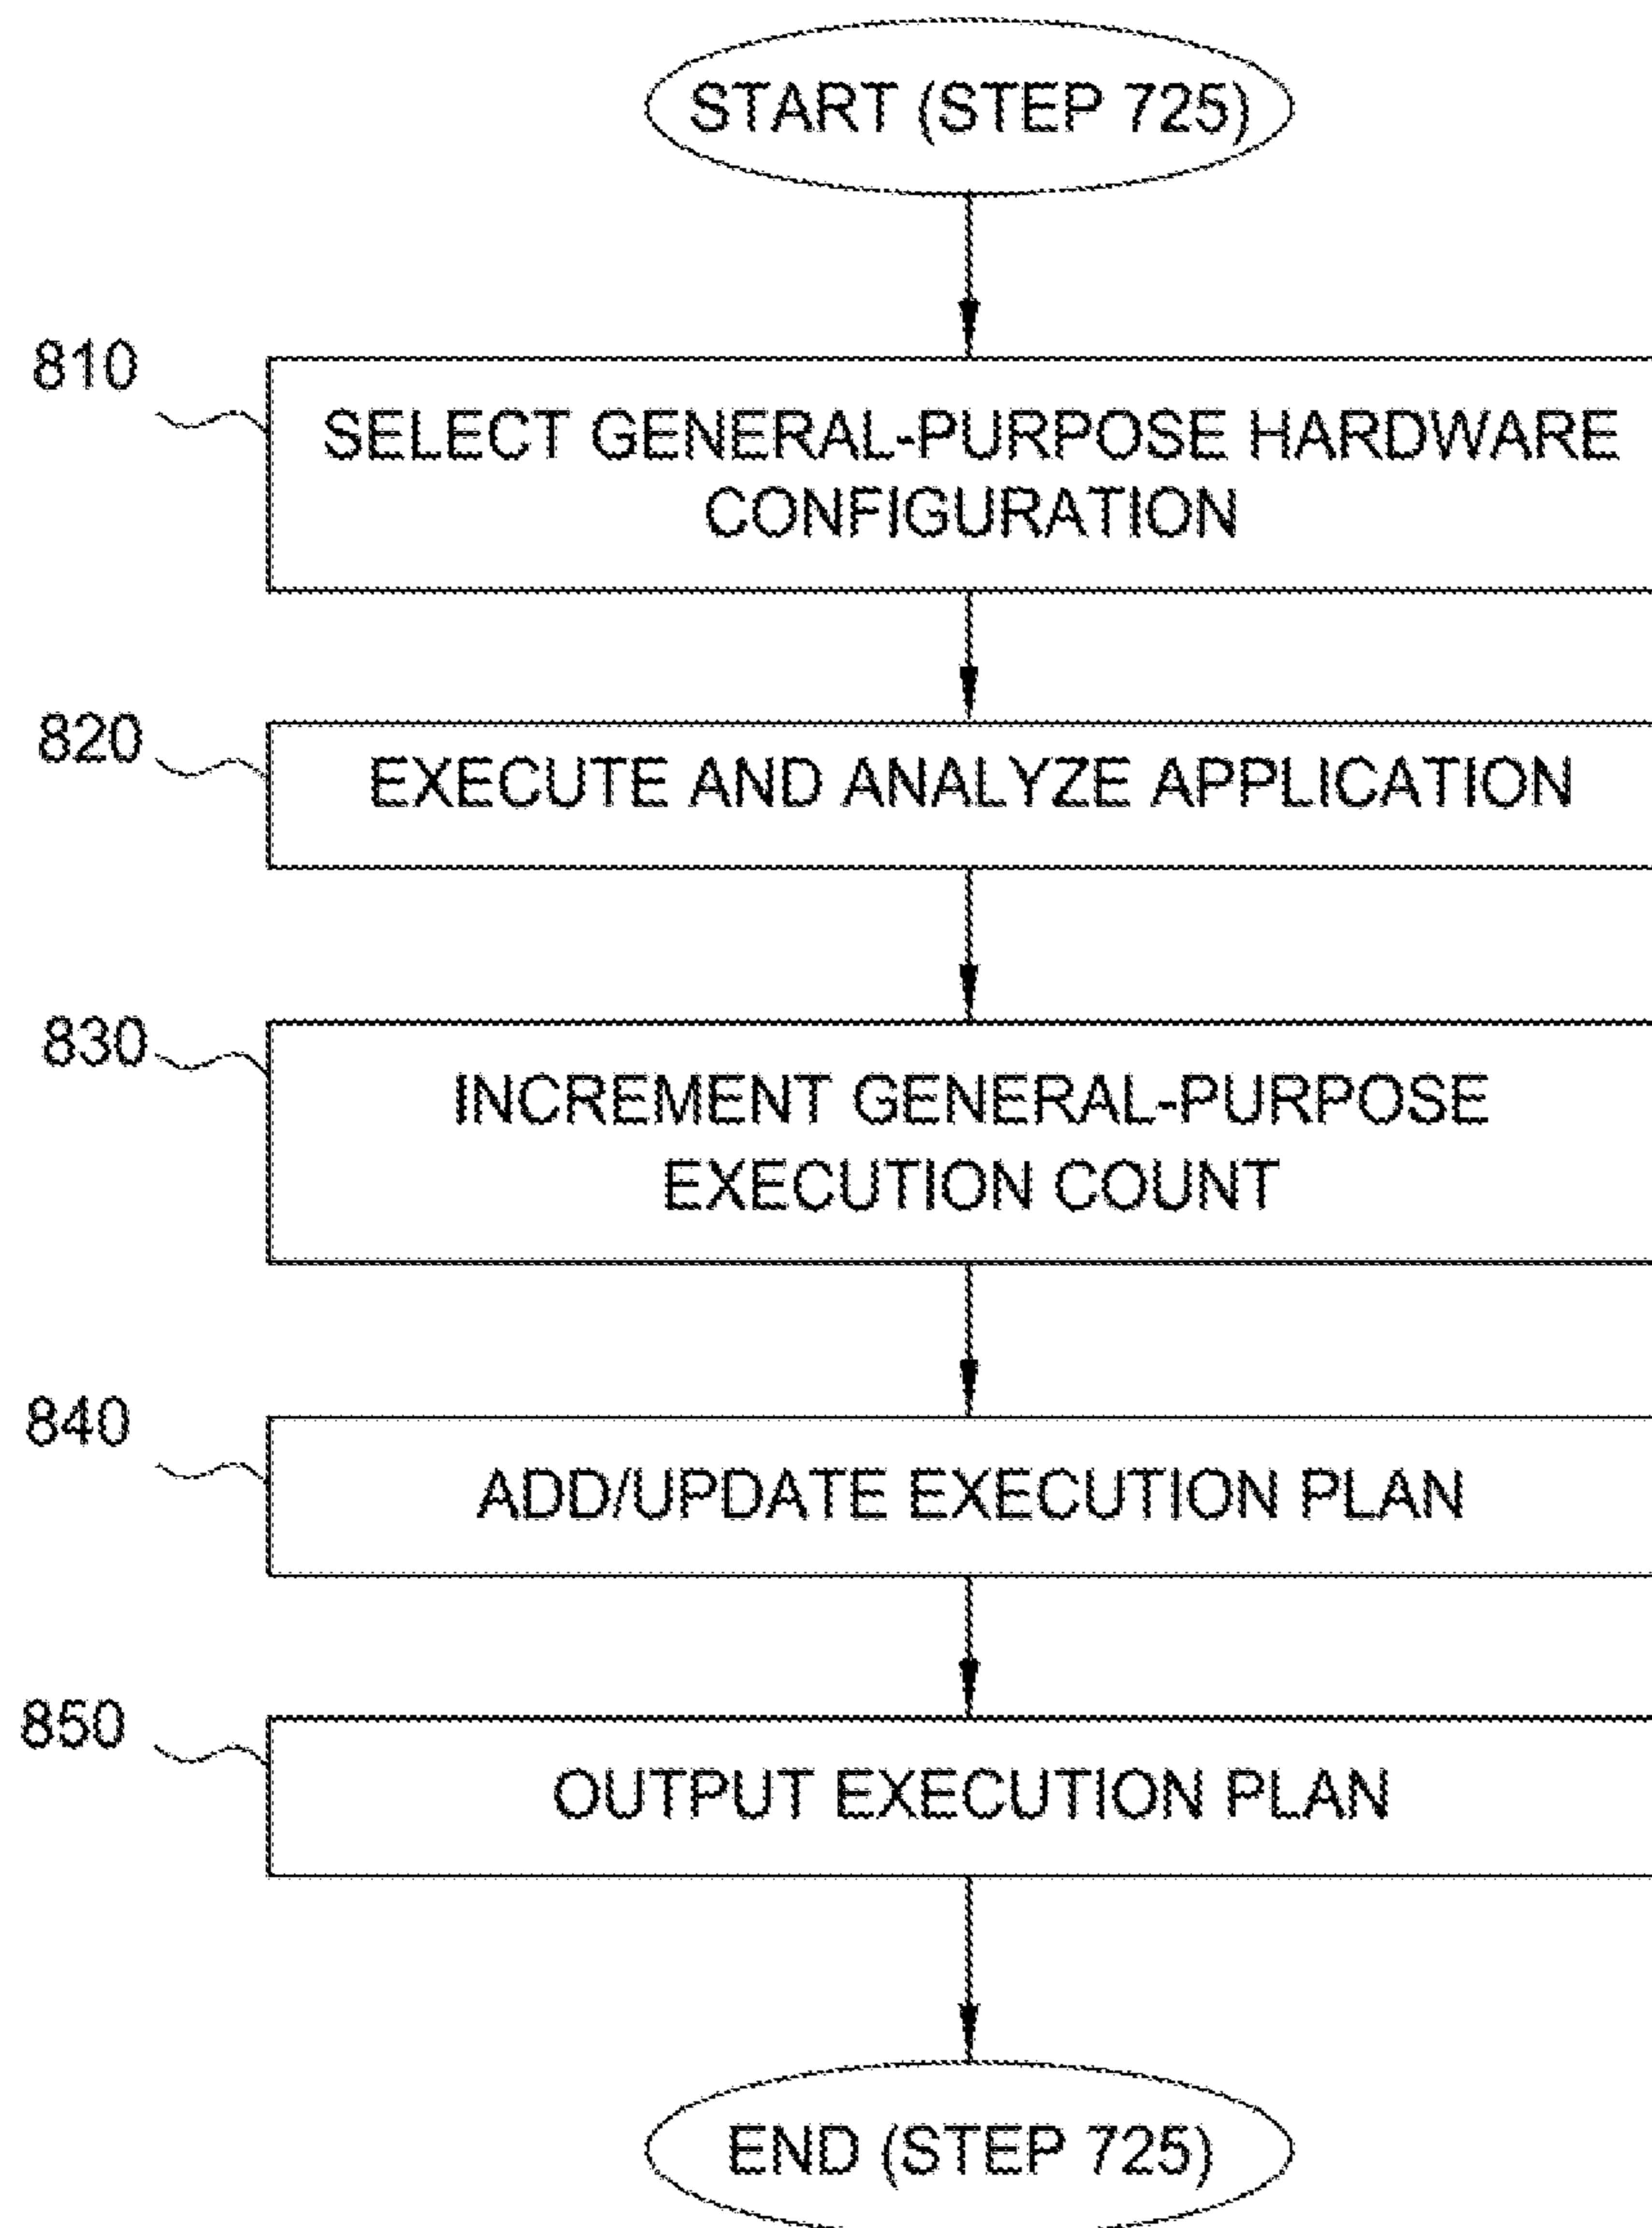 START (STEP 725)
810
SELECT GENERAL-PURPOSE HARDWARE
CONFIGURATION
820
EXECUTE AND ANALYZE APPLICATION
830
INCREMENT GENERAL-PURPOSE
EXECUTION COUNT
840
ADD/UPDATE EXECUTION PLAN
850
OUTPUT EXECUTION PLAN
END (STEP 725)